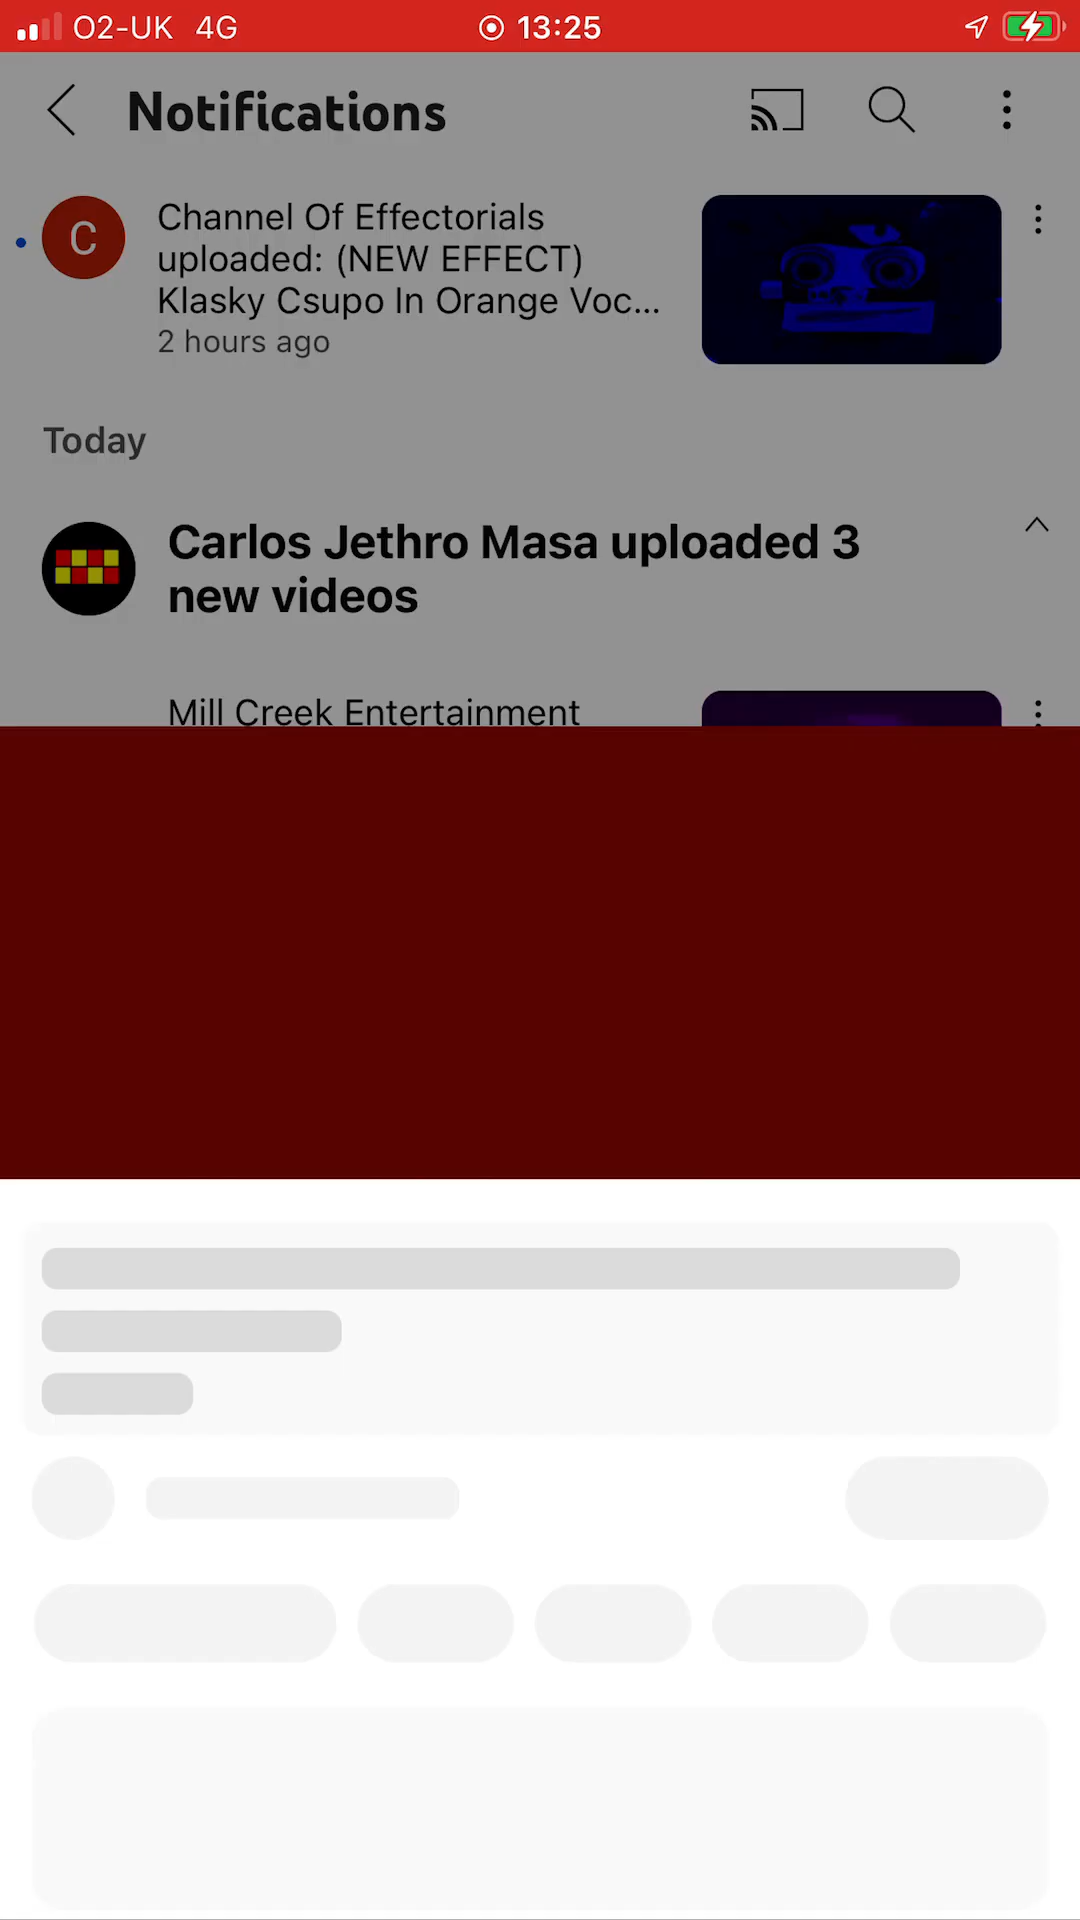 O2-UK 4G 13:25
Notifications
C
Channel Of Effectorials
uploaded: (NEW EFFECT)
Klasky Csupo In Orange Voc...
2 hours ago
Today
Carlos Jethro Masa uploaded 3
new videos
Mill Creek Entertainment